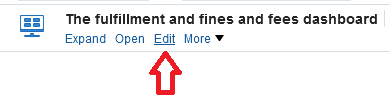 The fulfillment and fines and fees dashboard
Expand Open Edit More